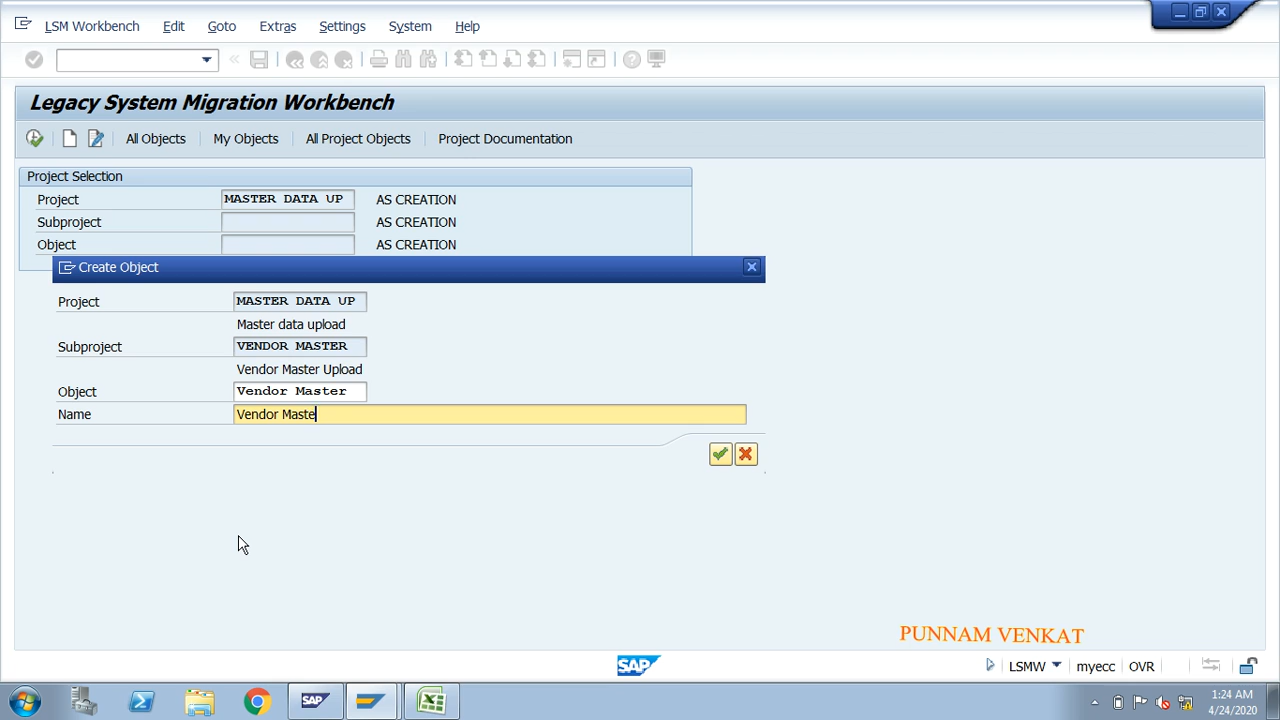 LSM Workbench Edit Goto Extras Settings System Help
Legacy System Migration Workbench
All Objects My Objects All Project Objects Project Documentation
Project Selection
Project MASTER DATA UP AS CREATION
Subproject AS CREATION
Object AS CREATION
Create Object
Project MASTER DATA UP
Master data upload
Subproject VENDOR MASTER
Vendor Master Upload
Object Vendor Master
Name Vendor Maste
PUNNAM VENKAT
SAP LSMW myecc OVR
SAP 1:24 AM
4/24/2020